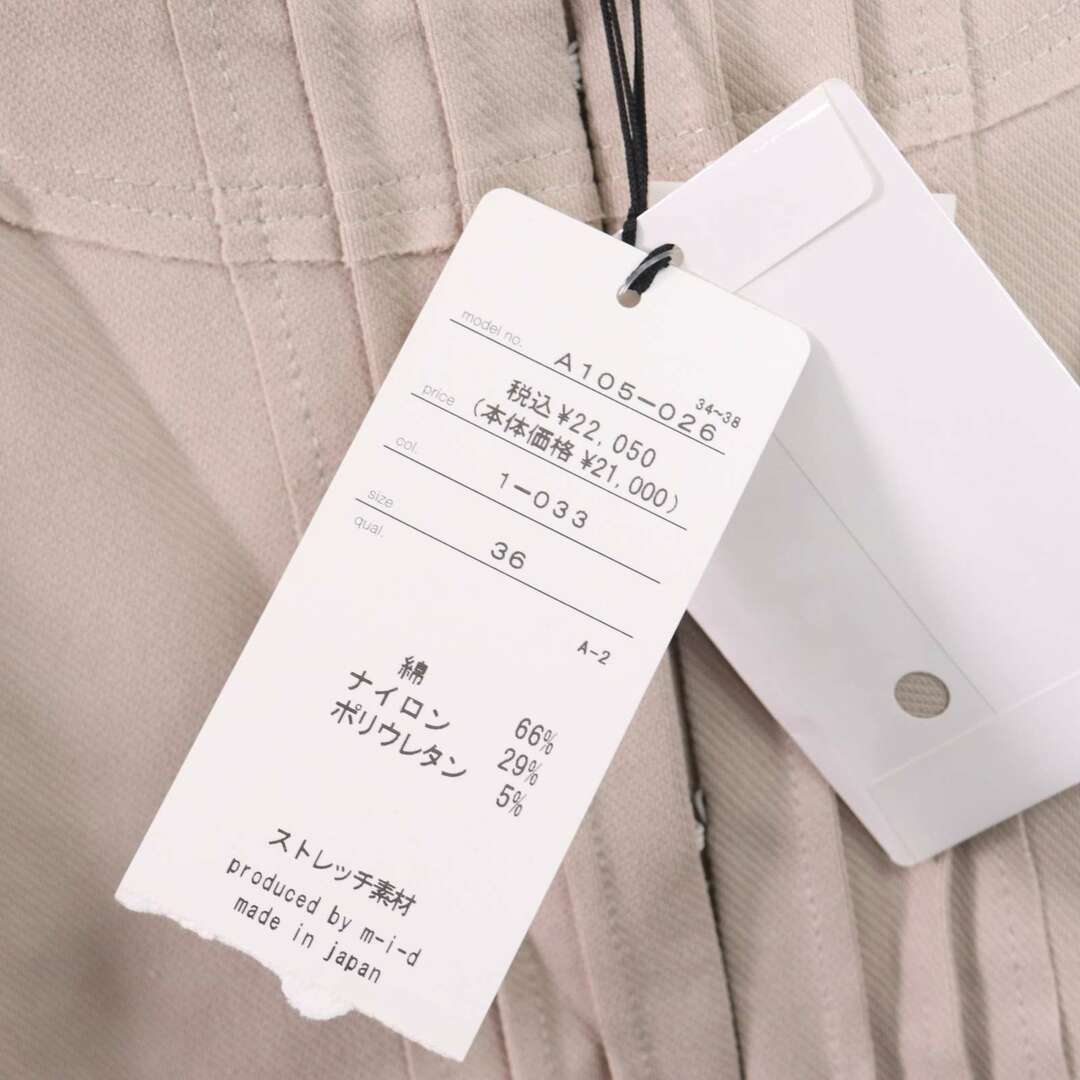 model no. A105-026 34~38
price 税込 ¥22,050
(本体価格 ¥21,000)
col. 1-033
size 36
qual.
A-2
綿 66%
ナイロン 29%
ポリウレタン 5%
ストレッチ素材
produced by m-i-d
made in japan